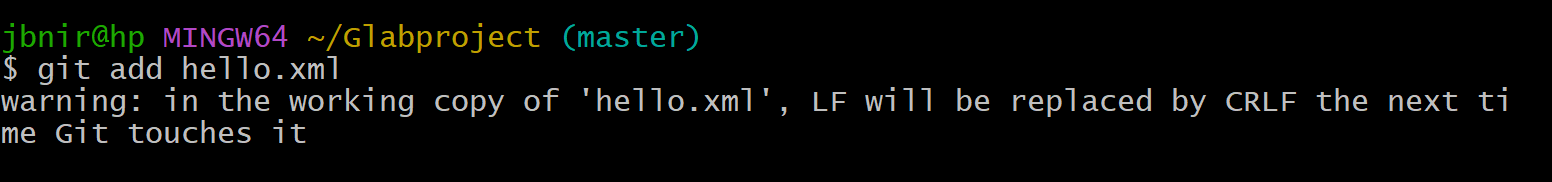 jbnir@hp MINGW64 ~/Glabproject (master)
$ git add hello.xml
warning: in the working copy of 'hello.xml', LF will be replaced by CRLF the next ti
me Git touches it